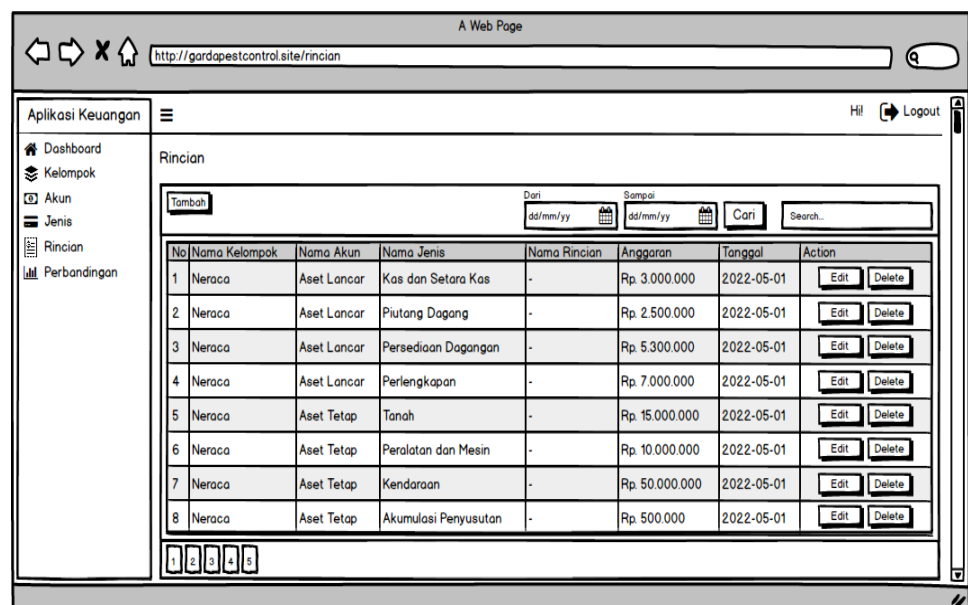 A Web Page
http://gardapestcontrol.site/rincian
Aplikasi Keuangan
Hi! Logout
Dashboard
Kelompok
Akun
Jenis
Rincian
Perbandingan
Rincian
Tambah
Dari
dd/mm/yy
Sampai
dd/mm/yy
Cari
Search...
No Nama Kelompok Nama Akun Nama Jenis Nama Rincian Anggaran Tanggal Action
1 Neraca Aset Lancar Kas dan Setara Kas - Rp. 3.000.000 2022-05-01 Edit Delete
2 Neraca Aset Lancar Piutang Dagang - Rp. 2.500.000 2022-05-01 Edit Delete
3 Neraca Aset Lancar Persediaan Dagangan - Rp. 5.300.000 2022-05-01 Edit Delete
4 Neraca Aset Lancar Perlengkapan - Rp. 7.000.000 2022-05-01 Edit Delete
5 Neraca Aset Tetap Tanah - Rp. 15.000.000 2022-05-01 Edit Delete
6 Neraca Aset Tetap Peralatan dan Mesin - Rp. 10.000.000 2022-05-01 Edit Delete
7 Neraca Aset Tetap Kendaraan - Rp. 50.000.000 2022-05-01 Edit Delete
8 Neraca Aset Tetap Akumulasi Penyusutan - Rp. 500.000 2022-05-01 Edit Delete
1 2 3 4 5